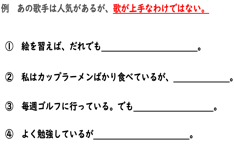 例 あの歌手は人気があるが、歌が上手なわけではない。
① 絵を習えば、だれでも＿＿＿＿＿＿＿＿＿＿＿。
② 私はカップラーメンばかり食べているが、＿＿＿＿＿＿＿。
③ 毎週ゴルフに行っている。でも＿＿＿＿＿＿＿＿＿＿。
④ よく勉強しているが＿＿＿＿＿＿＿＿＿＿＿。